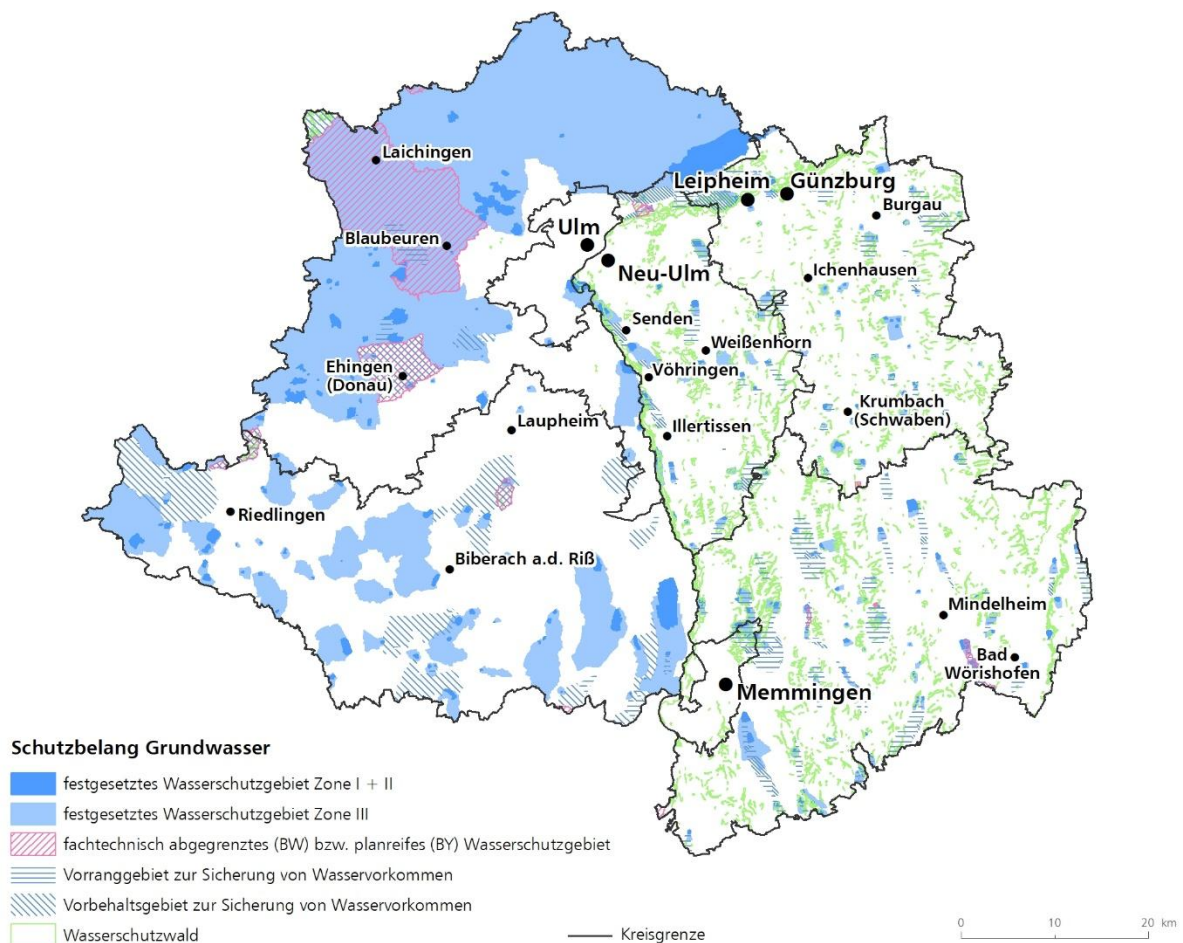 Laichingen
Leipheim
Günzburg
Burgau
Blaubeuren
Ulm
Neu-Ulm
Ichenhausen
Senden
Weißenhorn
Ehingen
(Donau)
Vöhringen
Krumbach
(Schwaben)
Laupheim
Illertissen
Riedlingen
Biberach a.d. Riß
Mindelheim
Bad
Wörishofen
Memmingen
Schutzbelang Grundwasser
festgesetztes Wasserschutzgebiet Zone I + II
festgesetztes Wasserschutzgebiet Zone III
fachtechnisch abgegrenztes (BW) bzw. planreifes (BY) Wasserschutzgebiet
Vorranggebiet zur Sicherung von Wasservorkommen
Vorbehaltsgebiet zur Sicherung von Wasservorkommen
Wasserschutzwald
Kreisgrenze
0 10 20 km